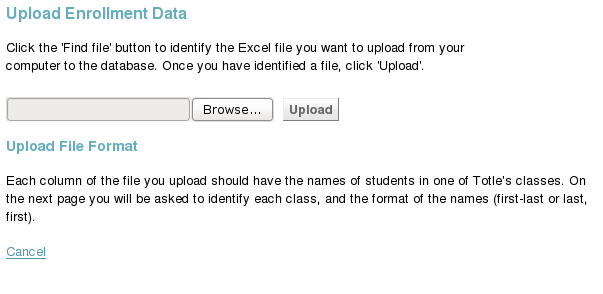 Upload Enrollment Data
Click the 'Find file' button to identify the Excel file you want to upload from your
computer to the database. Once you have identified a file, click 'Upload'.
Browse... Upload
Upload File Format
Each column of the file you upload should have the names of students in one of Totle's classes. On
the next page you will be asked to identify each class, and the format of the names (first-last or last,
first).
Cancel